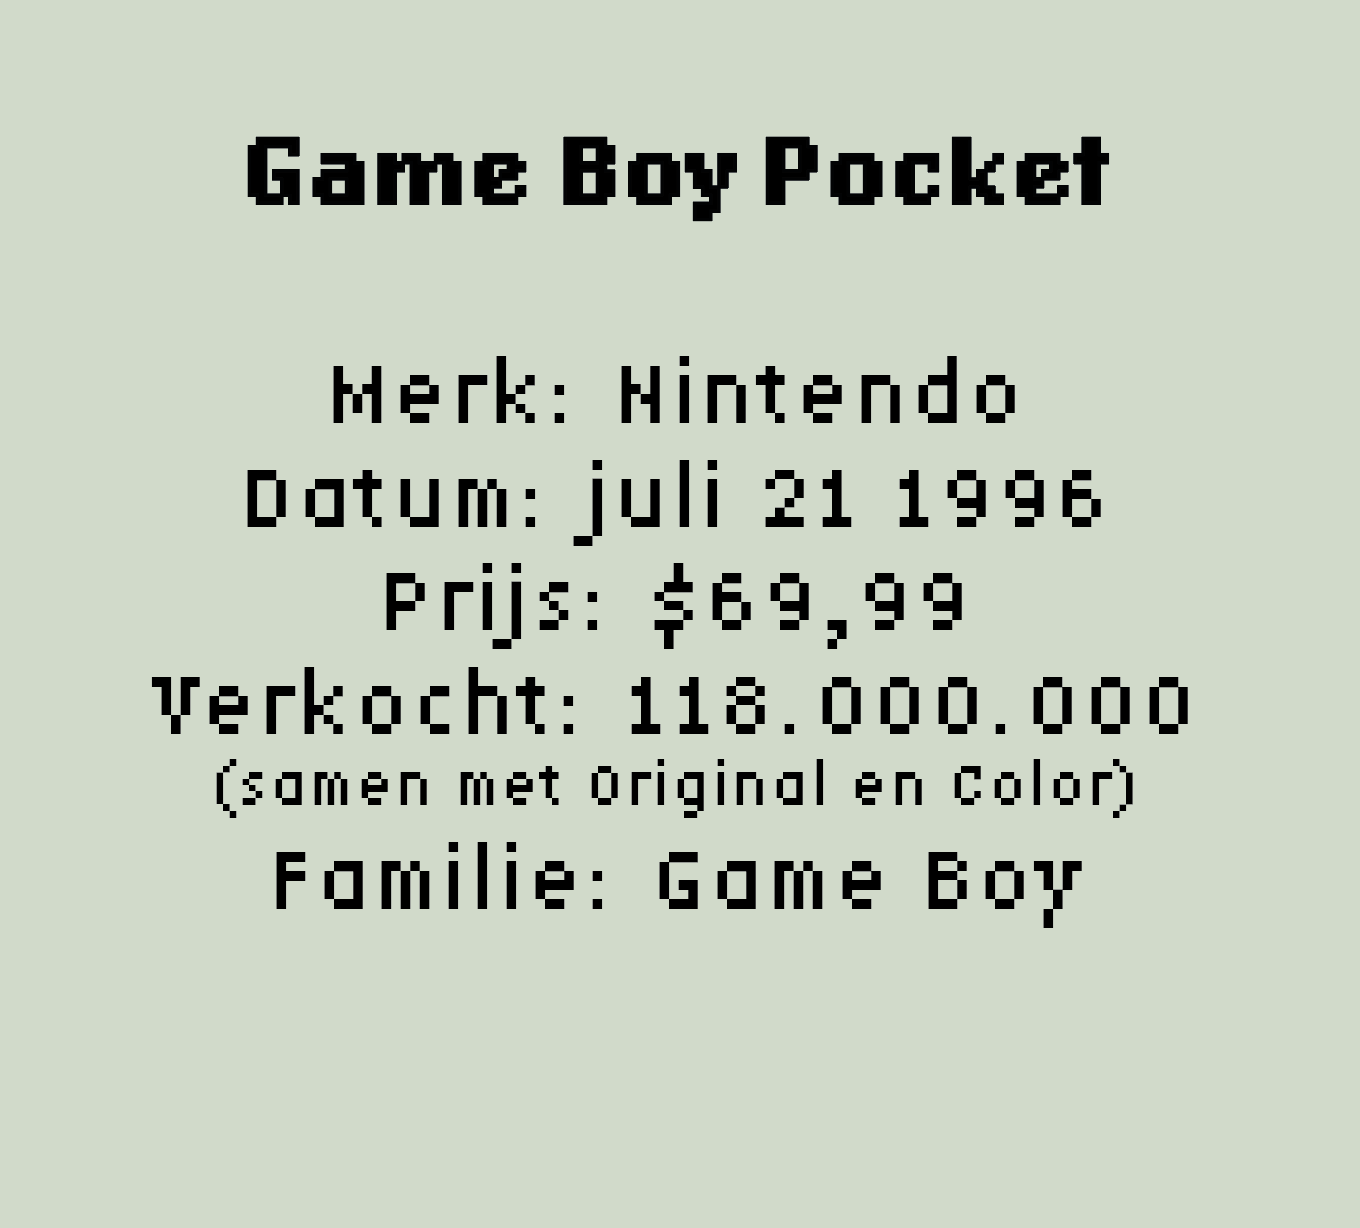 Game Boy Pocket
Merk: Nintendo
Datum: juli 21 1996
Prijs: $69,99
Verkocht: 118.000.000
(samen met Original en Color)
Familie: Game Boy